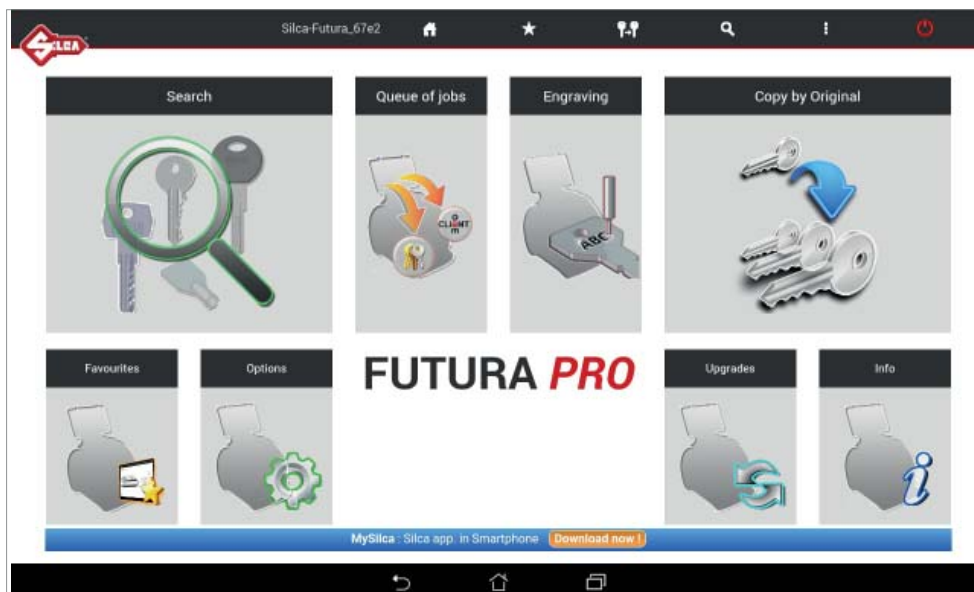 Silca-Futura_67e2
SILCA
Search
Queue of jobs
Engraving
Copy by Original
CLIENT
ABC
Favourites
Options
FUTURA PRO
Upgrades
Info
MySilca : Silca app. in Smartphone Download now !